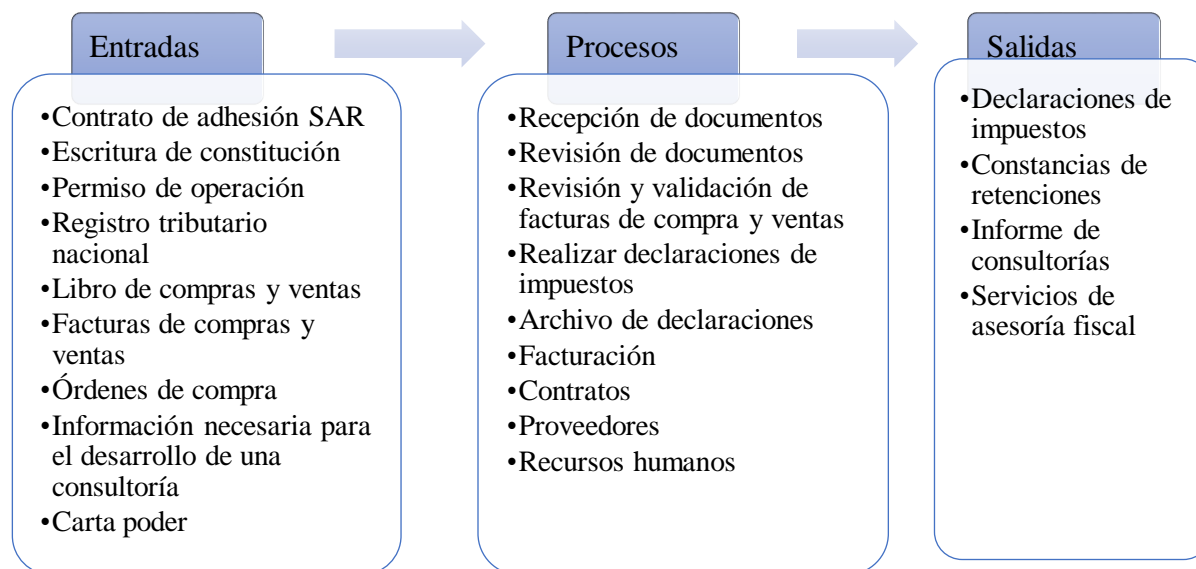 Entradas
•Contrato de adhesión SAR
•Escritura de constitución
•Permiso de operación
•Registro tributario
nacional
•Libro de compras y ventas
•Facturas de compras y
ventas
•Órdenes de compra
•Información necesaria para
el desarrollo de una
consultoría
•Carta poder
Procesos
•Recepción de documentos
•Revisión de documentos
•Revisión y validación de
facturas de compra y ventas
•Realizar declaraciones de
impuestos
•Archivo de declaraciones
•Facturación
•Contratos
•Proveedores
•Recursos humanos
Salidas
•Declaraciones de
impuestos
•Constancias de
retenciones
•Informe de
consultorías
•Servicios de
asesoría fiscal